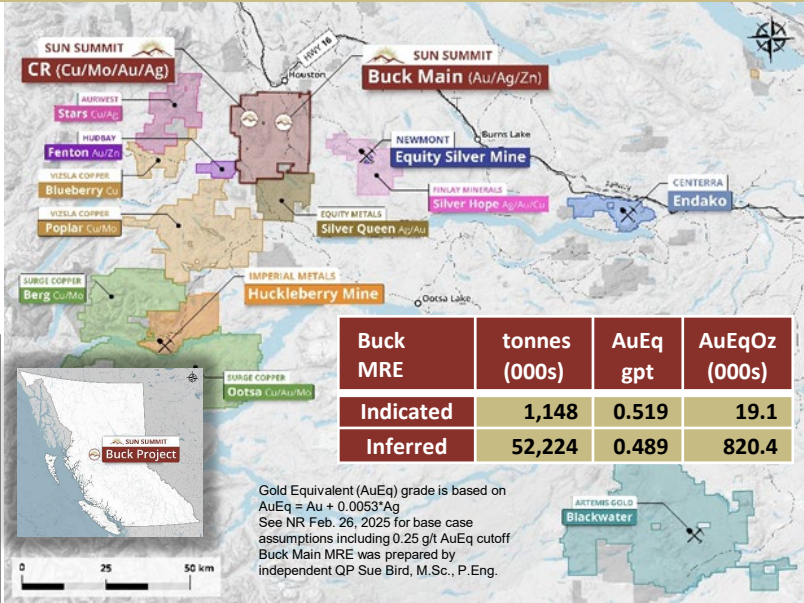 SUN SUMMIT
CR (Cu/Mo/Au/Ag)
HWY 16
Houston
SUN SUMMIT
Buck Main (Au/Ag/Zn)
AURWEST
Stars Cu/Ag
HUDBAY
Fenton Au/Zn
VIZSLA COPPER
Blueberry Cu
VIZSLA COPPER
Poplar Cu/Mo
NEWMONT
Equity Silver Mine
Burns Lake
FINLAY MINERALS
Silver Hope Ag/Au/Cu
CENTERRA
Endako
EQUITY METALS
Silver Queen Ag/Au
SURGE COPPER
Berg Cu/Mo
IMPERIAL METALS
Huckleberry Mine
Ootsa Lake
SURGE COPPER
Ootsa Cu/Au/Mo
Buck MRE tonnes (000s) AuEq gpt AuEqOz (000s)
Indicated 1,148 0.519 19.1
Inferred 52,224 0.489 820.4
SUN SUMMIT
Buck Project
Gold Equivalent (AuEq) grade is based on
AuEq = Au + 0.0053*Ag
See NR Feb. 26, 2025 for base case
assumptions including 0.25 g/t AuEq cutoff
Buck Main MRE was prepared by
independent QP Sue Bird, M.Sc., P.Eng.
ARTEMIS GOLD
Blackwater
0 25 50 km